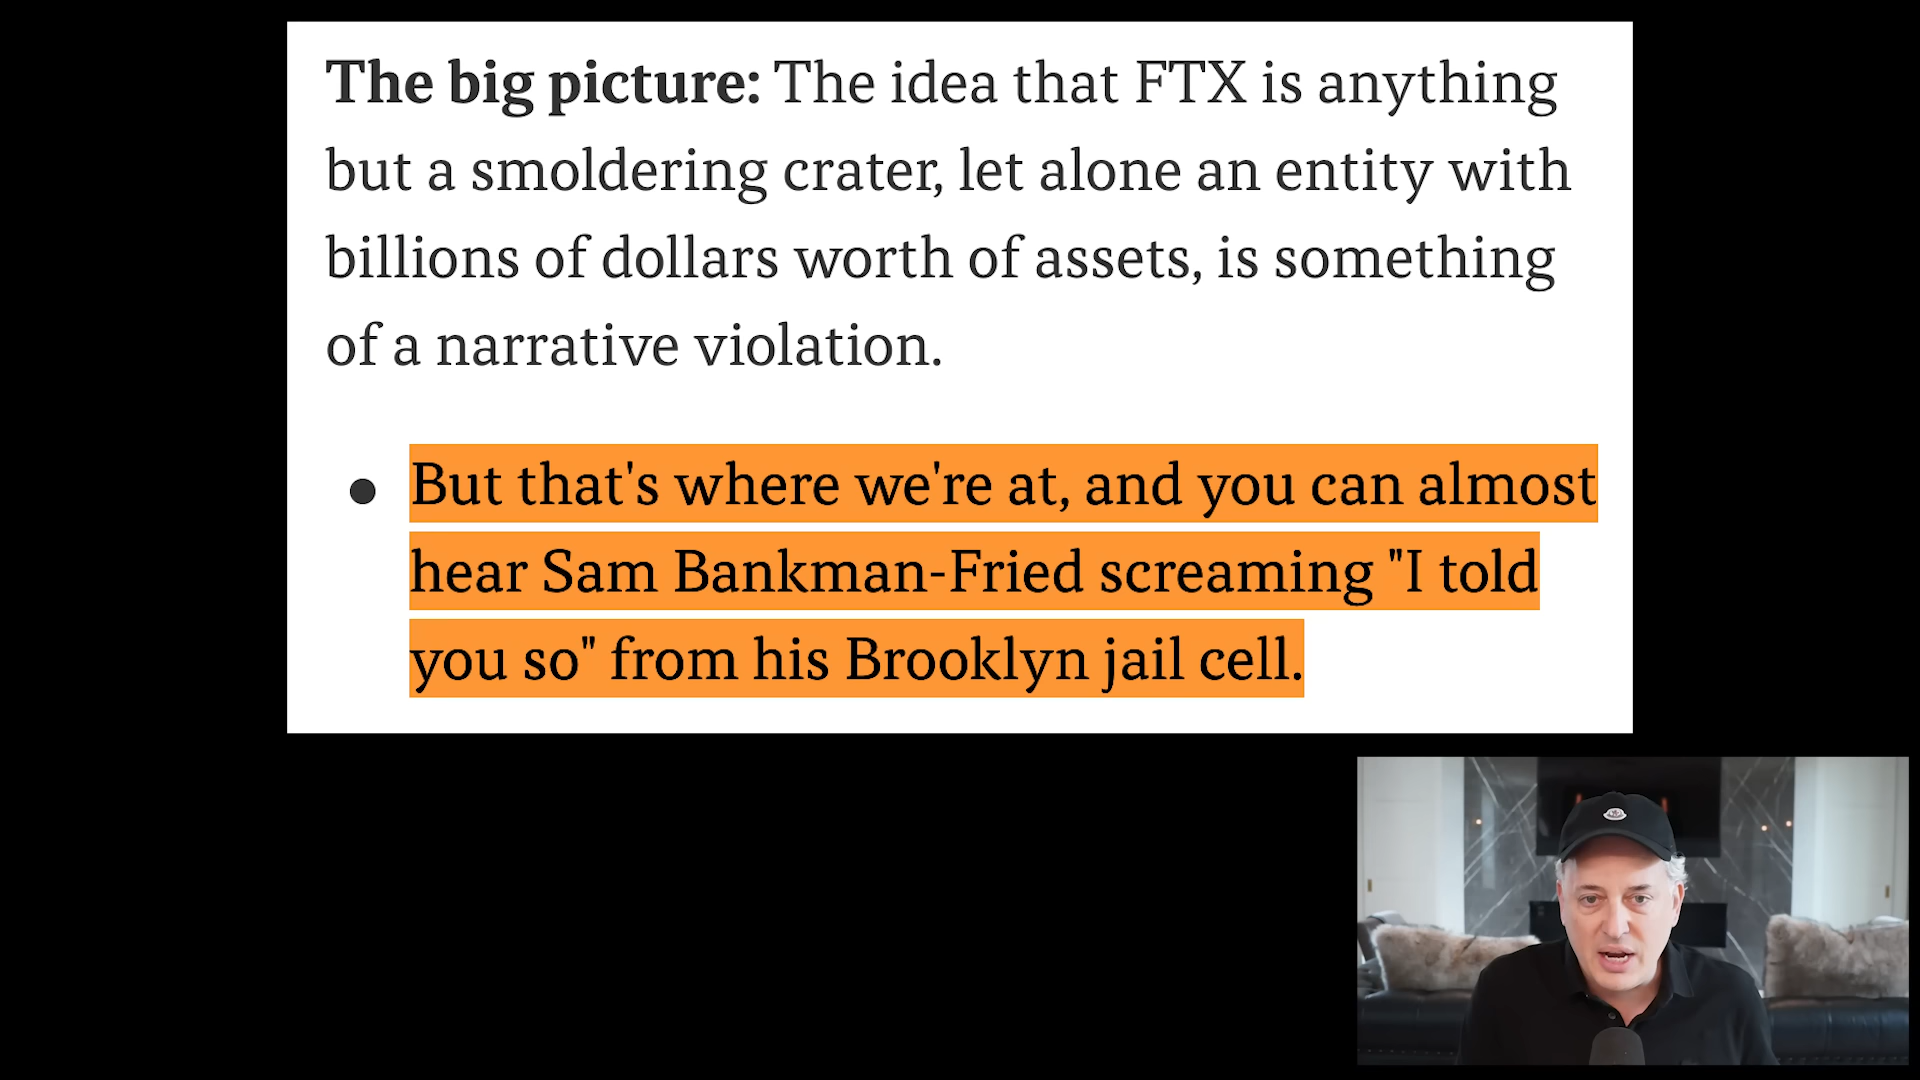 The big picture: The idea that FTX is anything
but a smoldering crater, let alone an entity with
billions of dollars worth of assets, is something
of a narrative violation.
● But that's where we're at, and you can almost
hear Sam Bankman-Fried screaming "I told
you so" from his Brooklyn jail cell.